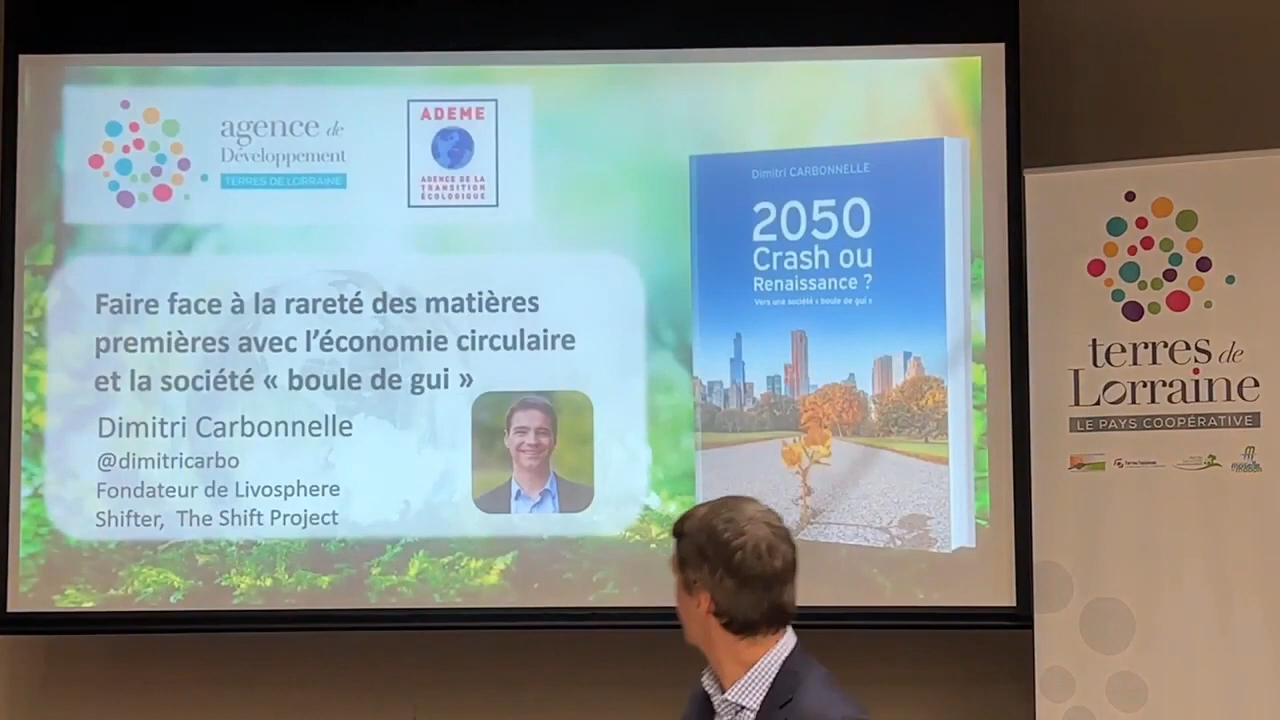 agence de
Développement
TERRES DE LORRAINE
ADEME
AGENCE DE LA
TRANSITION
ÉCOLOGIQUE
Faire face à la rareté des matières
premières avec l'économie circulaire
et la société « boule de gui »
Dimitri Carbonnelle
@dimitricarbo
Fondateur de Livosphere
Shifter, The Shift Project
Dimitri CARBONNELLE
2050
Crash ou
Renaissance ?
Vers une société « boule de gui »
terres de
Lorraine
LE PAYS COOPÉRATIVE